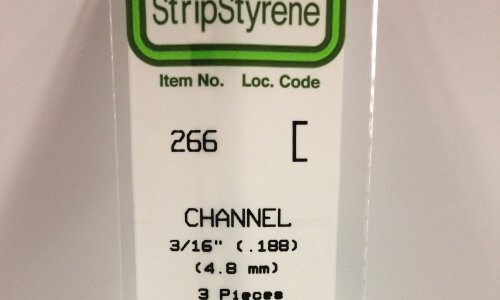 StripStyrene
Item No. Loc. Code
266 [
CHANNEL
3/16" (.188)
(4.8 mm)
3 Pieces